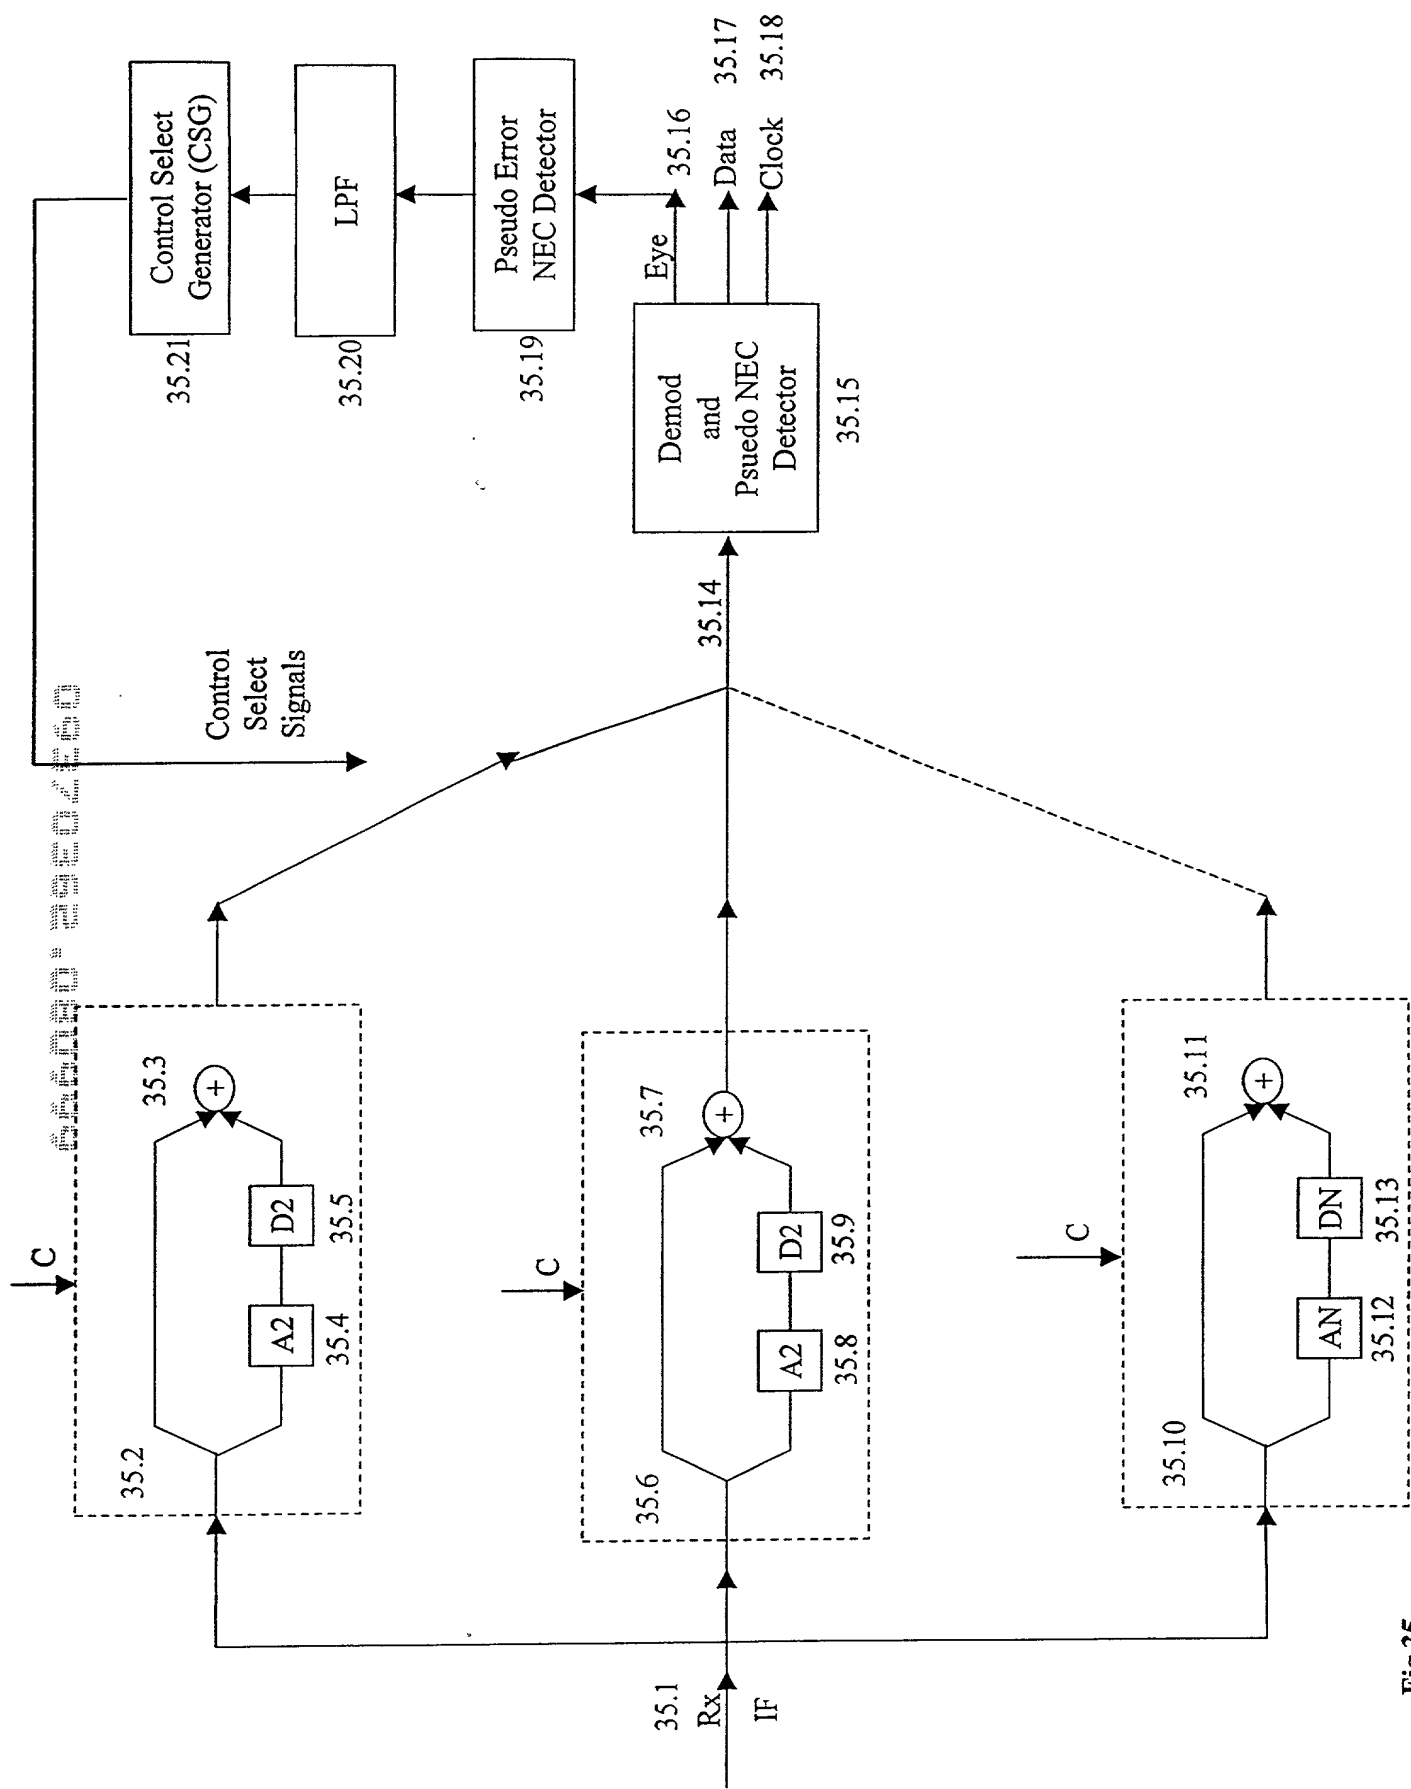 Control Select
Generator (CSG)
35.21
LPF
35.20
Pseudo Error
NEC Detector
35.19
Eye
35.16
Data
35.17
Clock
35.18
Demod
and
Psuedo NEC
Detector
35.15
35.14
Control
Select
Signals
C
35.2
35.3
+
A2
35.4
D2
35.5
C
35.6
35.7
+
A2
35.8
D2
35.9
C
35.10
35.11
+
AN
35.12
DN
35.13
35.1
Rx
IF